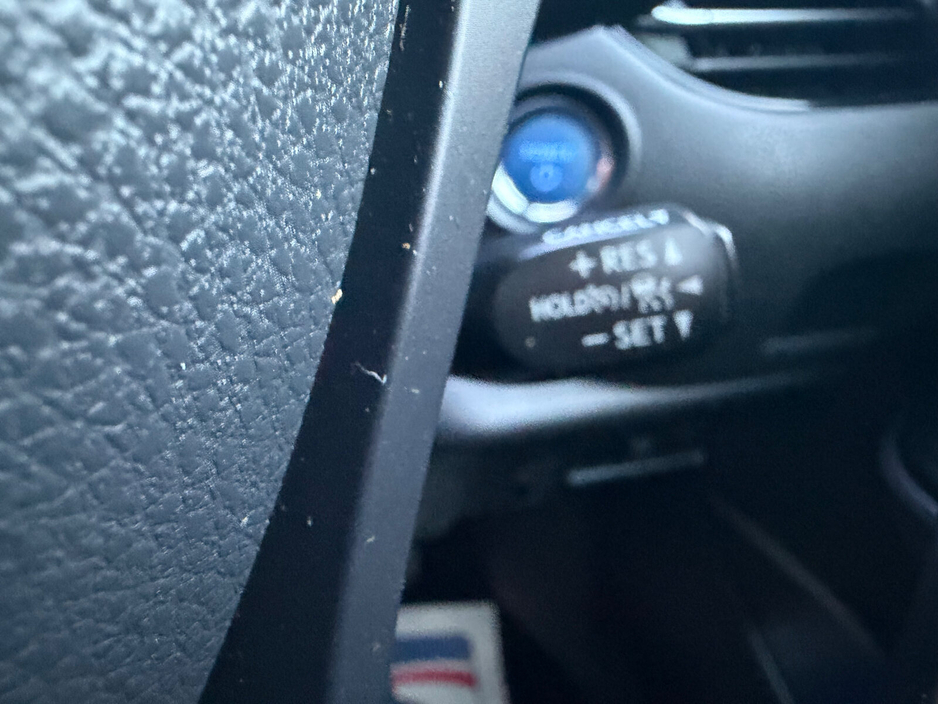 CANCEL
+ RES ▲
HOLD /
− SET ▼